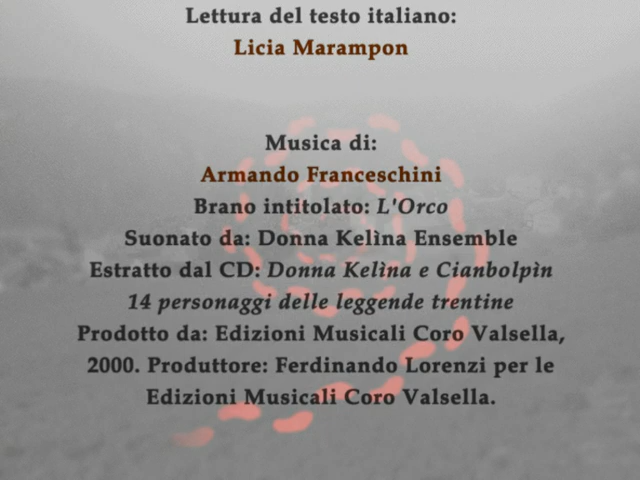 Lettura del testo italiano:
Licia Marampon
Musica di:
Armando Franceschini
Brano intitolato: L'Orco
Suonato da: Donna Kelìna Ensemble
Estratto dal CD: Donna Kelìna e Cianbolpìn
14 personaggi delle leggende trentine
Prodotto da: Edizioni Musicali Coro Valsella,
2000. Produttore: Ferdinando Lorenzi per le
Edizioni Musicali Coro Valsella.